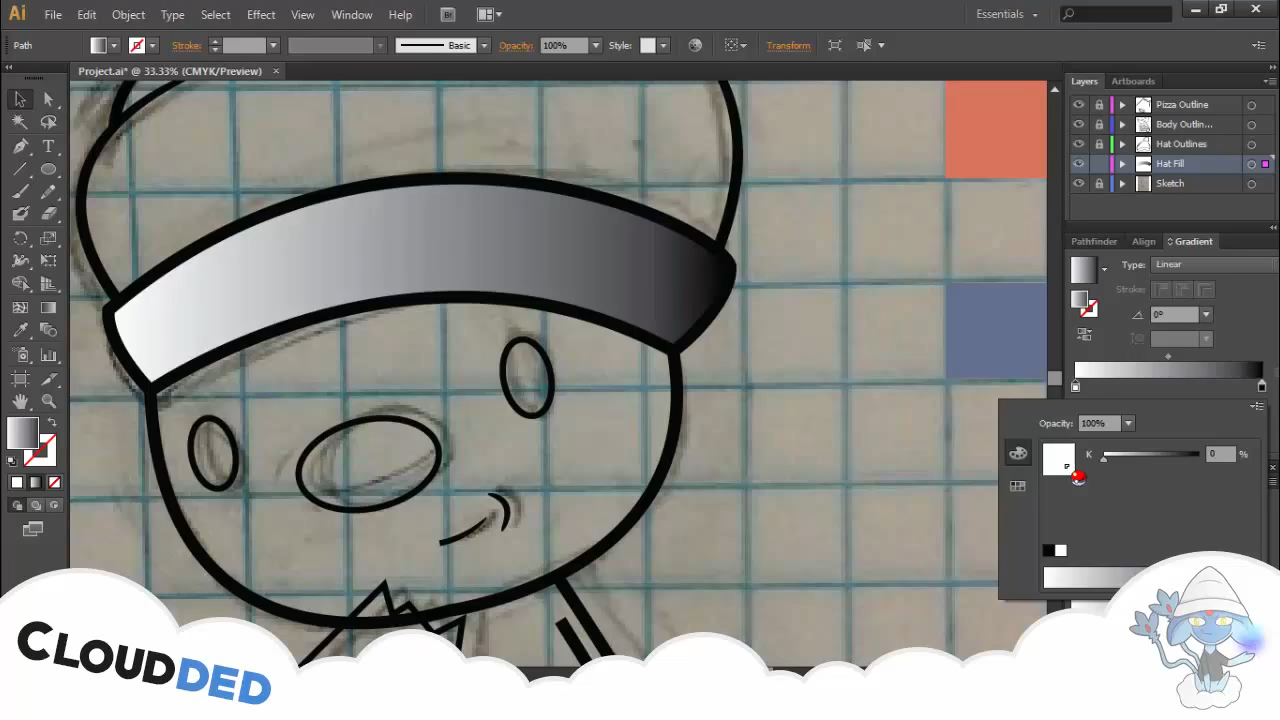 Ai File Edit Object Type Select Effect View Window Help Br Essentials
Path Stroke: Basic Opacity: 100% Style: Transform
Project.ai* @ 33.33% (CMYK/Preview) ×
Layers Artboards
Pizza Outline
Body Outlin...
Hat Outlines
Hat Fill
Sketch
Pathfinder Align Gradient
Type: Linear
Stroke:
0°
Opacity: 100%
K 0 %
CLOUDDED